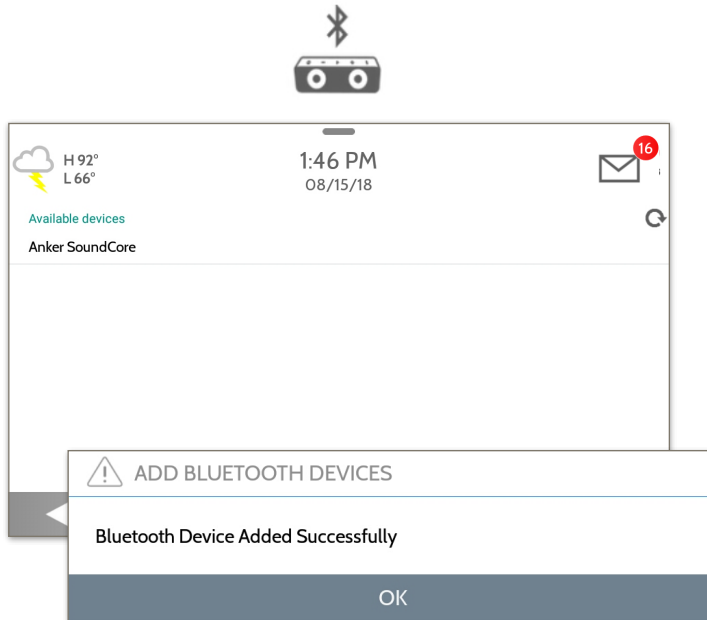 H 92°
L 66°
1:46 PM
08/15/18
16
Available devices
Anker SoundCore
ADD BLUETOOTH DEVICES
Bluetooth Device Added Successfully
OK